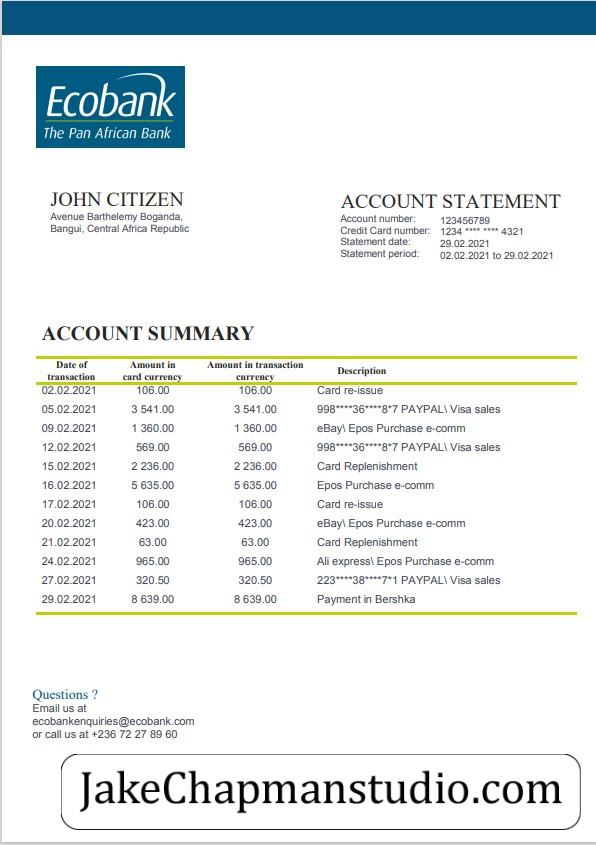 Ecobank
The Pan African Bank
JOHN CITIZEN
Avenue Barthelemy Boganda,
Bangui, Central Africa Republic
ACCOUNT STATEMENT
Account number: 123456789
Credit Card number: 1234 **** **** 4321
Statement date: 29.02.2021
Statement period: 02.02.2021 to 29.02.2021
ACCOUNT SUMMARY
Date of transaction Amount in card currency Amount in transaction currency Description
02.02.2021 106.00 106.00 Card re-issue
05.02.2021 3 541.00 3 541.00 998****36****8*7 PAYPAL\ Visa sales
09.02.2021 1 360.00 1 360.00 eBay\ Epos Purchase e-comm
12.02.2021 569.00 569.00 998****36****8*7 PAYPAL\ Visa sales
15.02.2021 2 236.00 2 236.00 Card Replenishment
16.02.2021 5 635.00 5 635.00 Epos Purchase e-comm
17.02.2021 106.00 106.00 Card re-issue
20.02.2021 423.00 423.00 eBay\ Epos Purchase e-comm
21.02.2021 63.00 63.00 Card Replenishment
24.02.2021 965.00 965.00 Ali express\ Epos Purchase e-comm
27.02.2021 320.50 320.50 223****38****7*1 PAYPAL\ Visa sales
29.02.2021 8 639.00 8 639.00 Payment in Bershka
Questions ?
Email us at
ecobankenquiries@ecobank.com
or call us at +236 72 27 89 60
JakeChapmanstudio.com